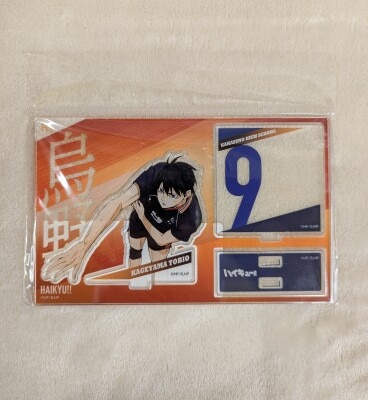 烏野
HAIKYU!!
KAGEYAMA TOBIO
KARASUNO HIGH SCHOOL
9
ハイキュー!!